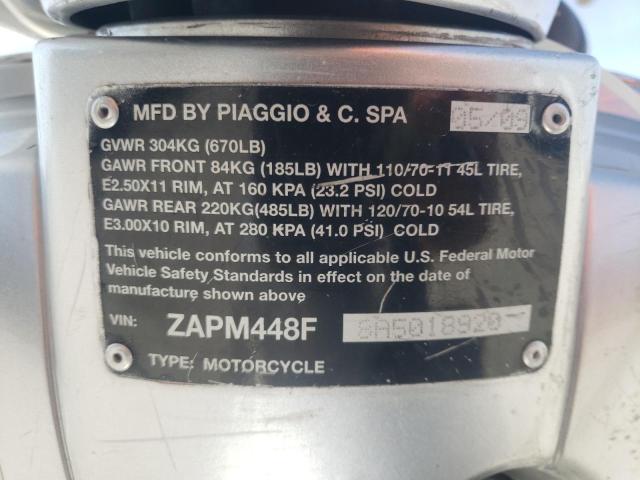 MFD BY PIAGGIO & C. SPA 05/09
GVWR 304KG (670LB)
GAWR FRONT 84KG (185LB) WITH 110/70-11 45L TIRE,
E2.50X11 RIM, AT 160 KPA (23.2 PSI) COLD
GAWR REAR 220KG(485LB) WITH 120/70-10 54L TIRE,
E3.00X10 RIM, AT 280 KPA (41.0 PSI) COLD
This vehicle conforms to all applicable U.S. Federal Motor
Vehicle Safety Standards in effect on the date of
manufacture shown above
VIN: ZAPM448F 8A5018920
TYPE: MOTORCYCLE